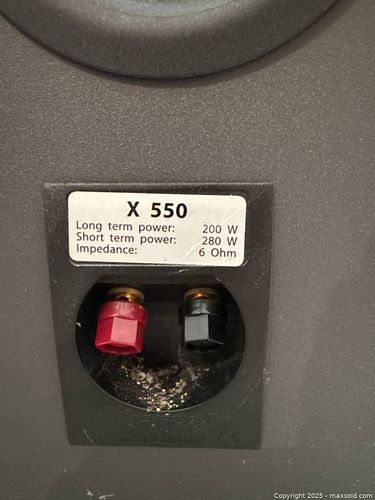 X 550
Long term power: 200 W
Short term power: 280 W
Impedance: 6 Ohm
Copyright © 2025 - maxsold.com